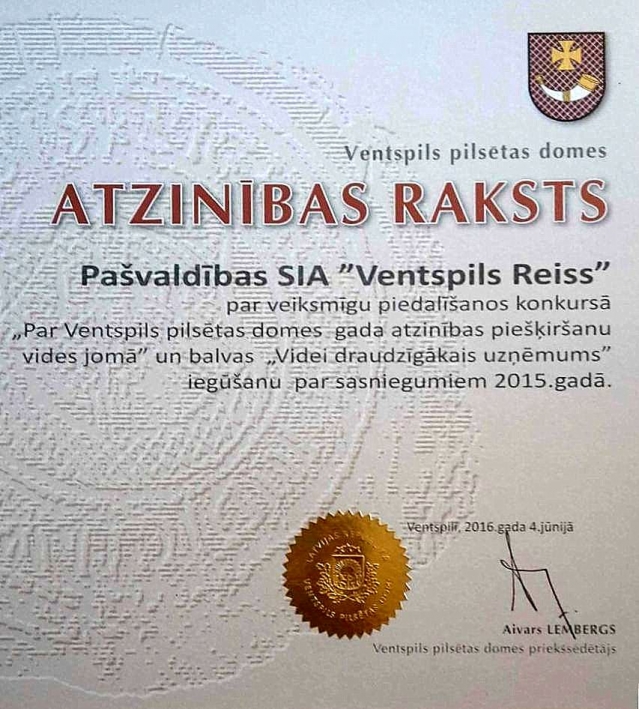 Ventspils pilsētas domes
ATZINĪBAS RAKSTS
Pašvaldības SIA ”Ventspils Reiss”
par veiksmīgu piedalīšanos konkursā
„Par Ventspils pilsētas domes gada atzinības piešķiršanu
vides jomā” un balvas „Videi draudzīgākais uzņēmums”
iegūšanu par sasniegumiem 2015.gadā.
Ventspilī, 2016.gada 4.jūnijā
VENTSPILS PILSĒTAS
Aivars LEMBERGS
Ventspils pilsētas domes priekšsēdētājs